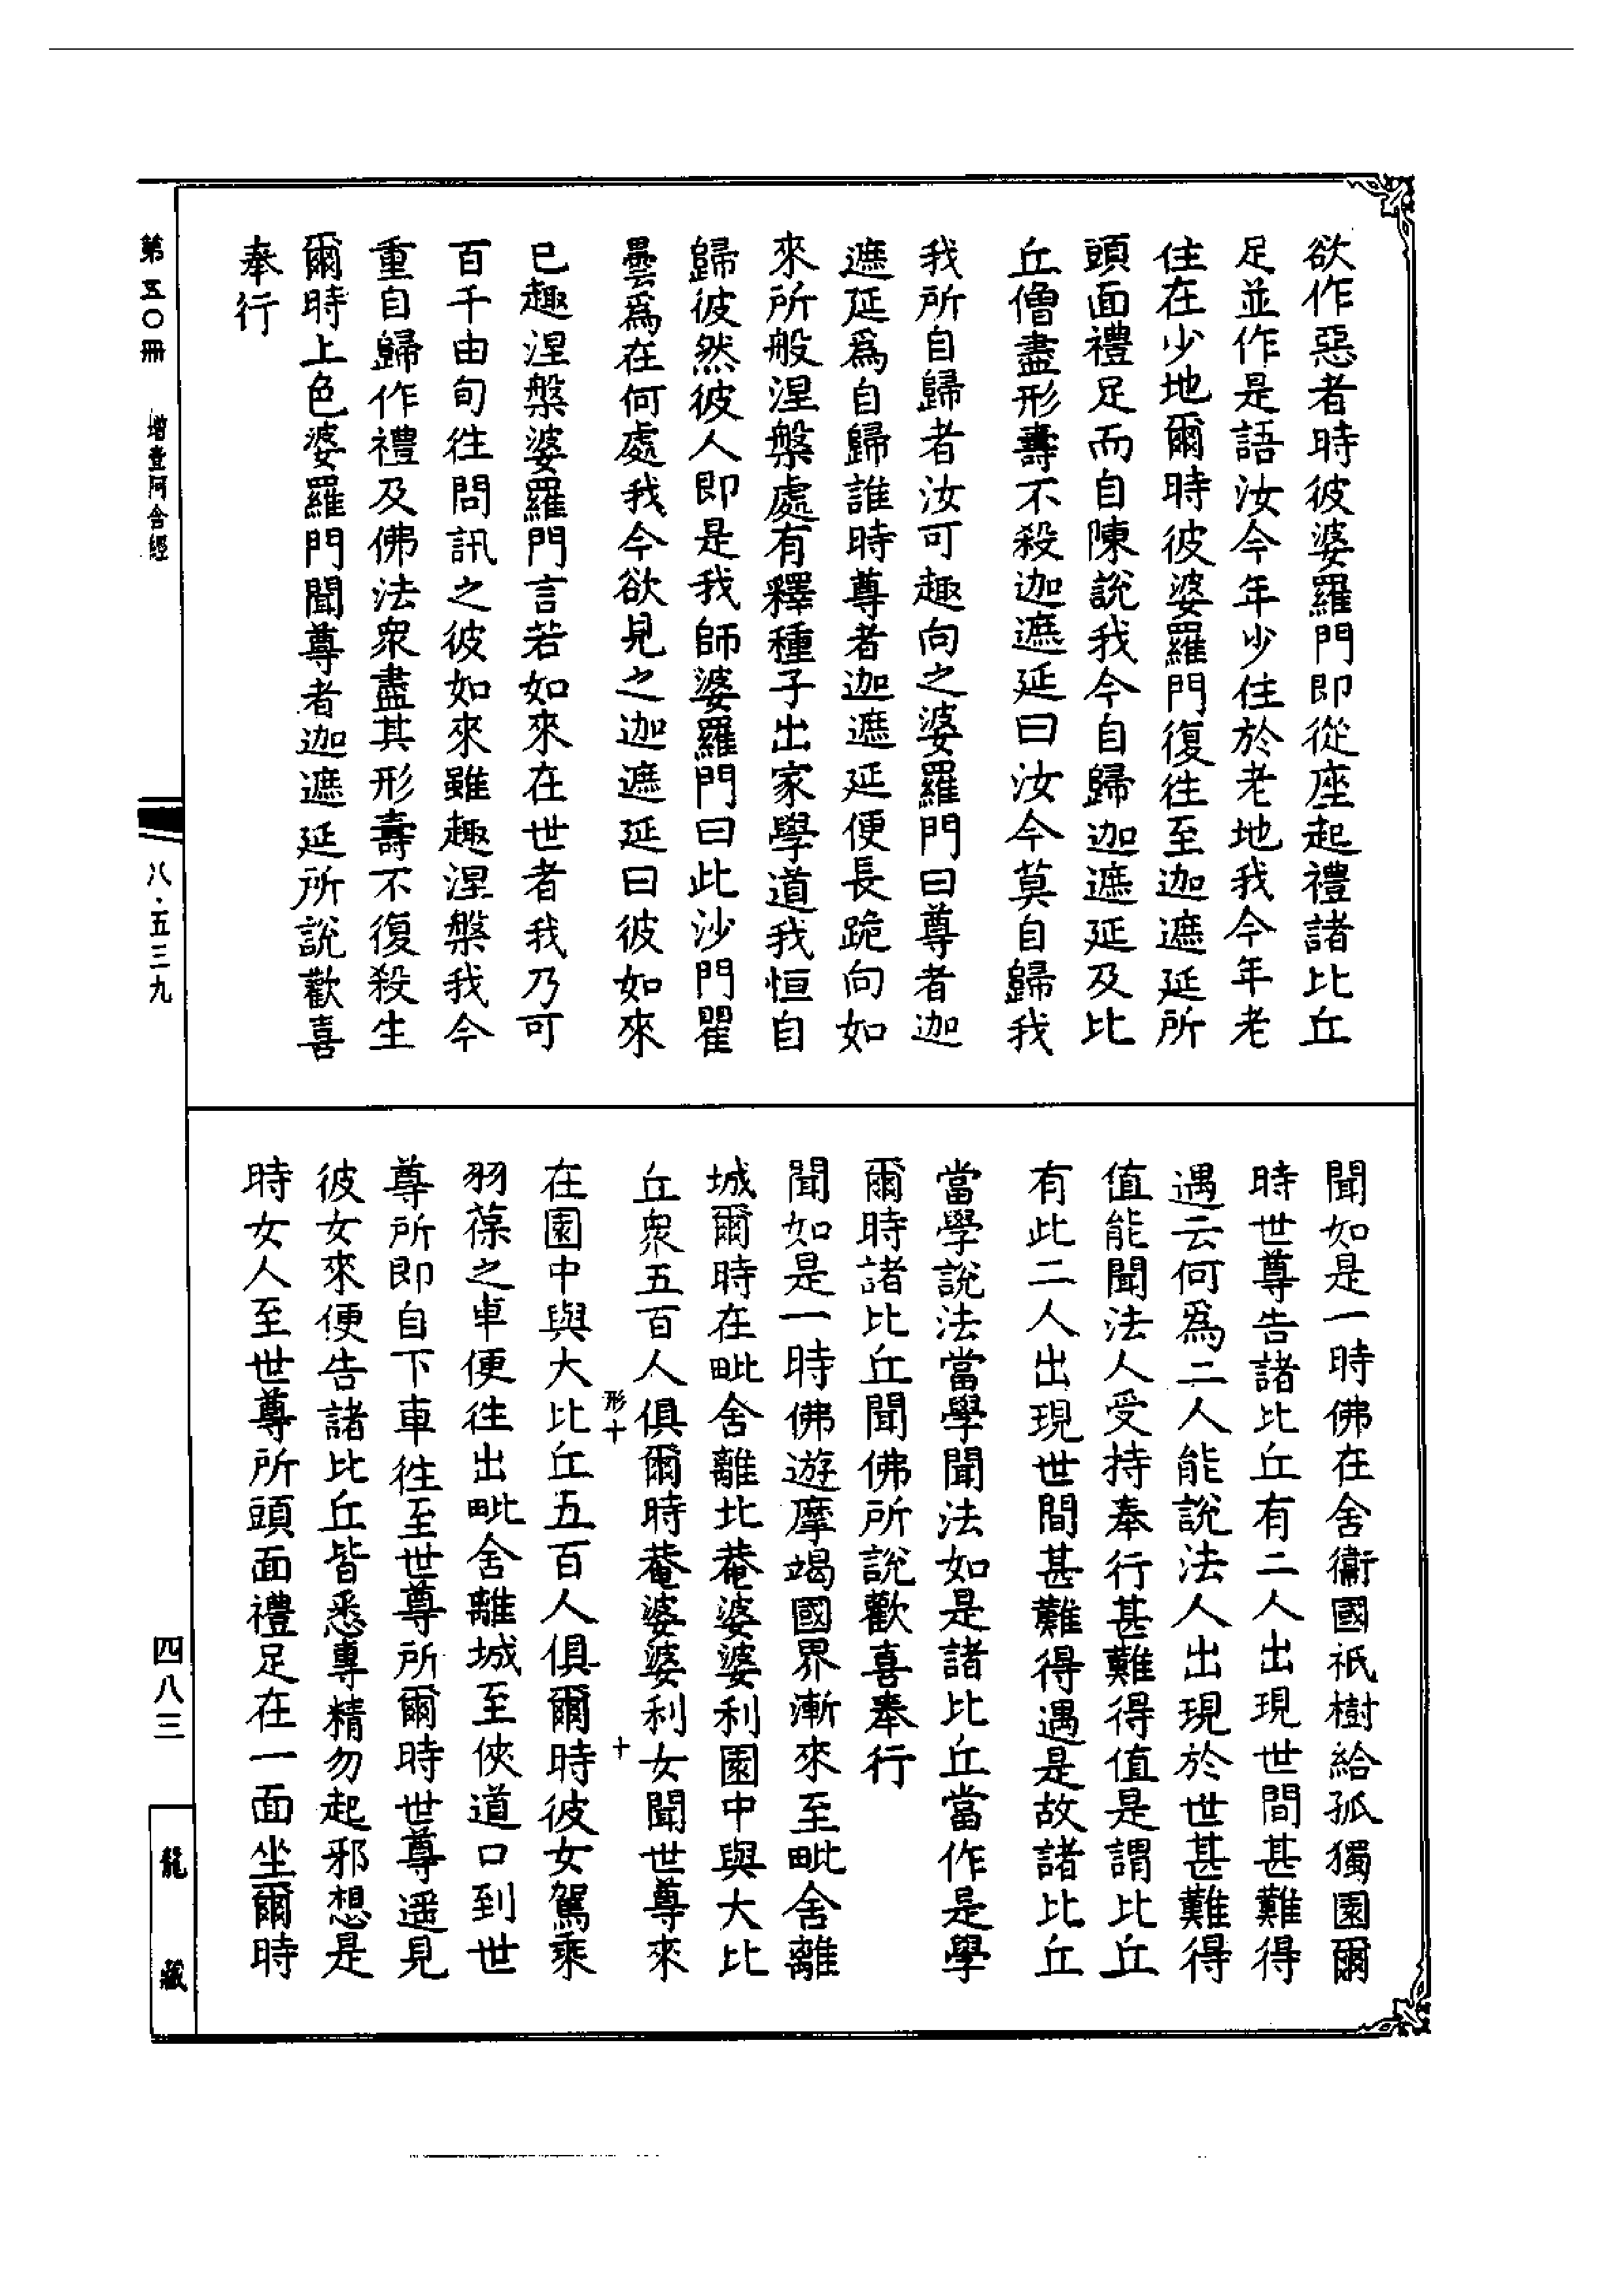 欲作惡者時彼婆羅門即從座起禮諸比丘
足並作是語汝今年少住於老地我今年老
住在少地爾時彼婆羅門復往至迦遮延所
頭面禮足而自陳說我今自歸迦遮延及比
丘僧盡形壽不殺迦遮延曰汝今莫自歸我
我所自歸者汝可趣向之婆羅門曰尊者迦
遮延爲自歸誰時尊者迦遮延便長跪向如
來所般涅槃處有釋種子出家學道我恒自
歸彼然彼人即是我師婆羅門曰此沙門瞿
曇爲在何處我今欲見之迦遮延曰彼如來
已趣涅槃婆羅門言若如來在世者我乃可
百千由旬往問訊之彼如來雖趣涅槃我今
重自歸作禮及佛法衆盡其形壽不復殺生
爾時上色婆羅門聞尊者迦遮延所說歡喜
奉行
聞如是一時佛在舍衞國祇樹給孤獨園爾
時世尊告諸比丘有二人出現世間甚難得
遇云何爲二人能說法人出現於世甚難得
值能聞法人受持奉行甚難得值是謂比丘
有此二人出現世間甚難得遇是故諸比丘
當學說法當學聞法如是諸比丘當作是學
爾時諸比丘聞佛所說歡喜奉行
聞如是一時佛遊摩竭國界漸來至毗舍離
城爾時在毗舍離北菴婆婆利園中與大比
丘衆五百人俱爾時菴婆婆利女聞世尊來
形十
十
在園中與大比丘五百人俱爾時彼女駕乘
羽葆之車便往出毗舍離城至俠道口到世
尊所即自下車往至世尊所爾時世尊遥見
彼女來便告諸比丘皆悉專精勿起邪想是
時女人至世尊所頭面禮足在一面坐爾時
第五〇冊
增壹阿含經
八·五三九
四八三
龍藏